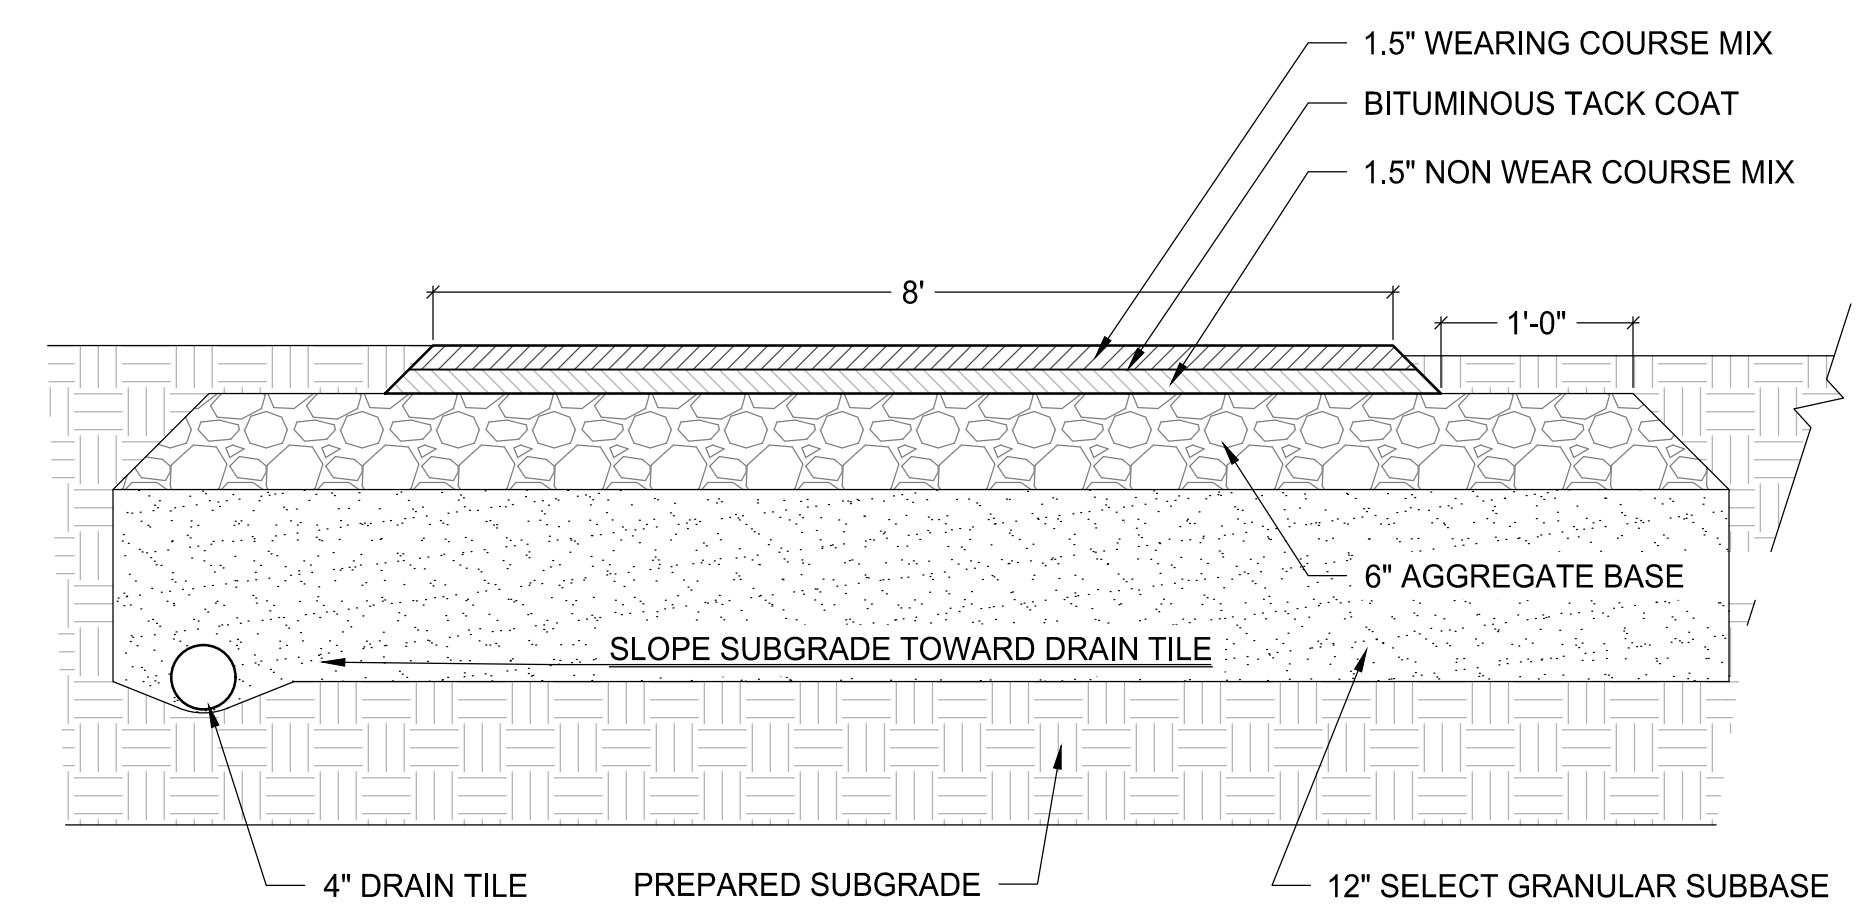 1.5" WEARING COURSE MIX
BITUMINOUS TACK COAT
1.5" NON WEAR COURSE MIX
8'
1'-0"
6" AGGREGATE BASE
SLOPE SUBGRADE TOWARD DRAIN TILE
4" DRAIN TILE
PREPARED SUBGRADE
12" SELECT GRANULAR SUBBASE